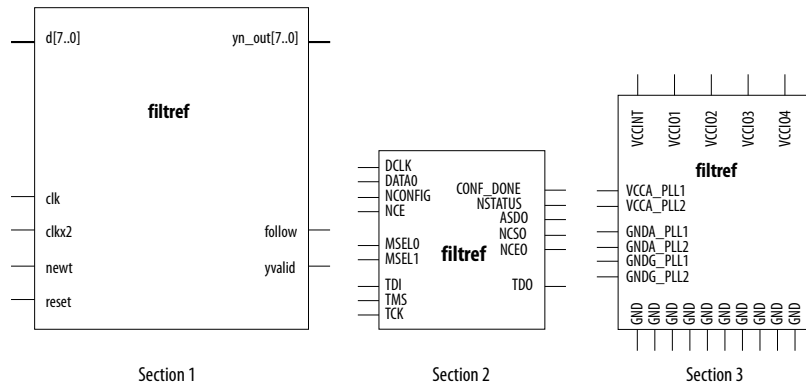 d[7..0] yn_out[7..0]
filtref
clk
clkx2 follow
newt yvalid
reset
Section 1
DCLK
DATA0
NCONFIG
NCE
CONF_DONE
NSTATUS
ASDO
NCSO
NCEO
MSEL0
MSEL1
filtref
TDI TDO
TMS
TCK
Section 2
VCCINT VCCIO1 VCCIO2 VCCIO3 VCCIO4
filtref
VCCA_PLL1
VCCA_PLL2
GNDA_PLL1
GNDA_PLL2
GNDG_PLL1
GNDG_PLL2
GND GND GND GND GND GND GND GND GND GND
Section 3